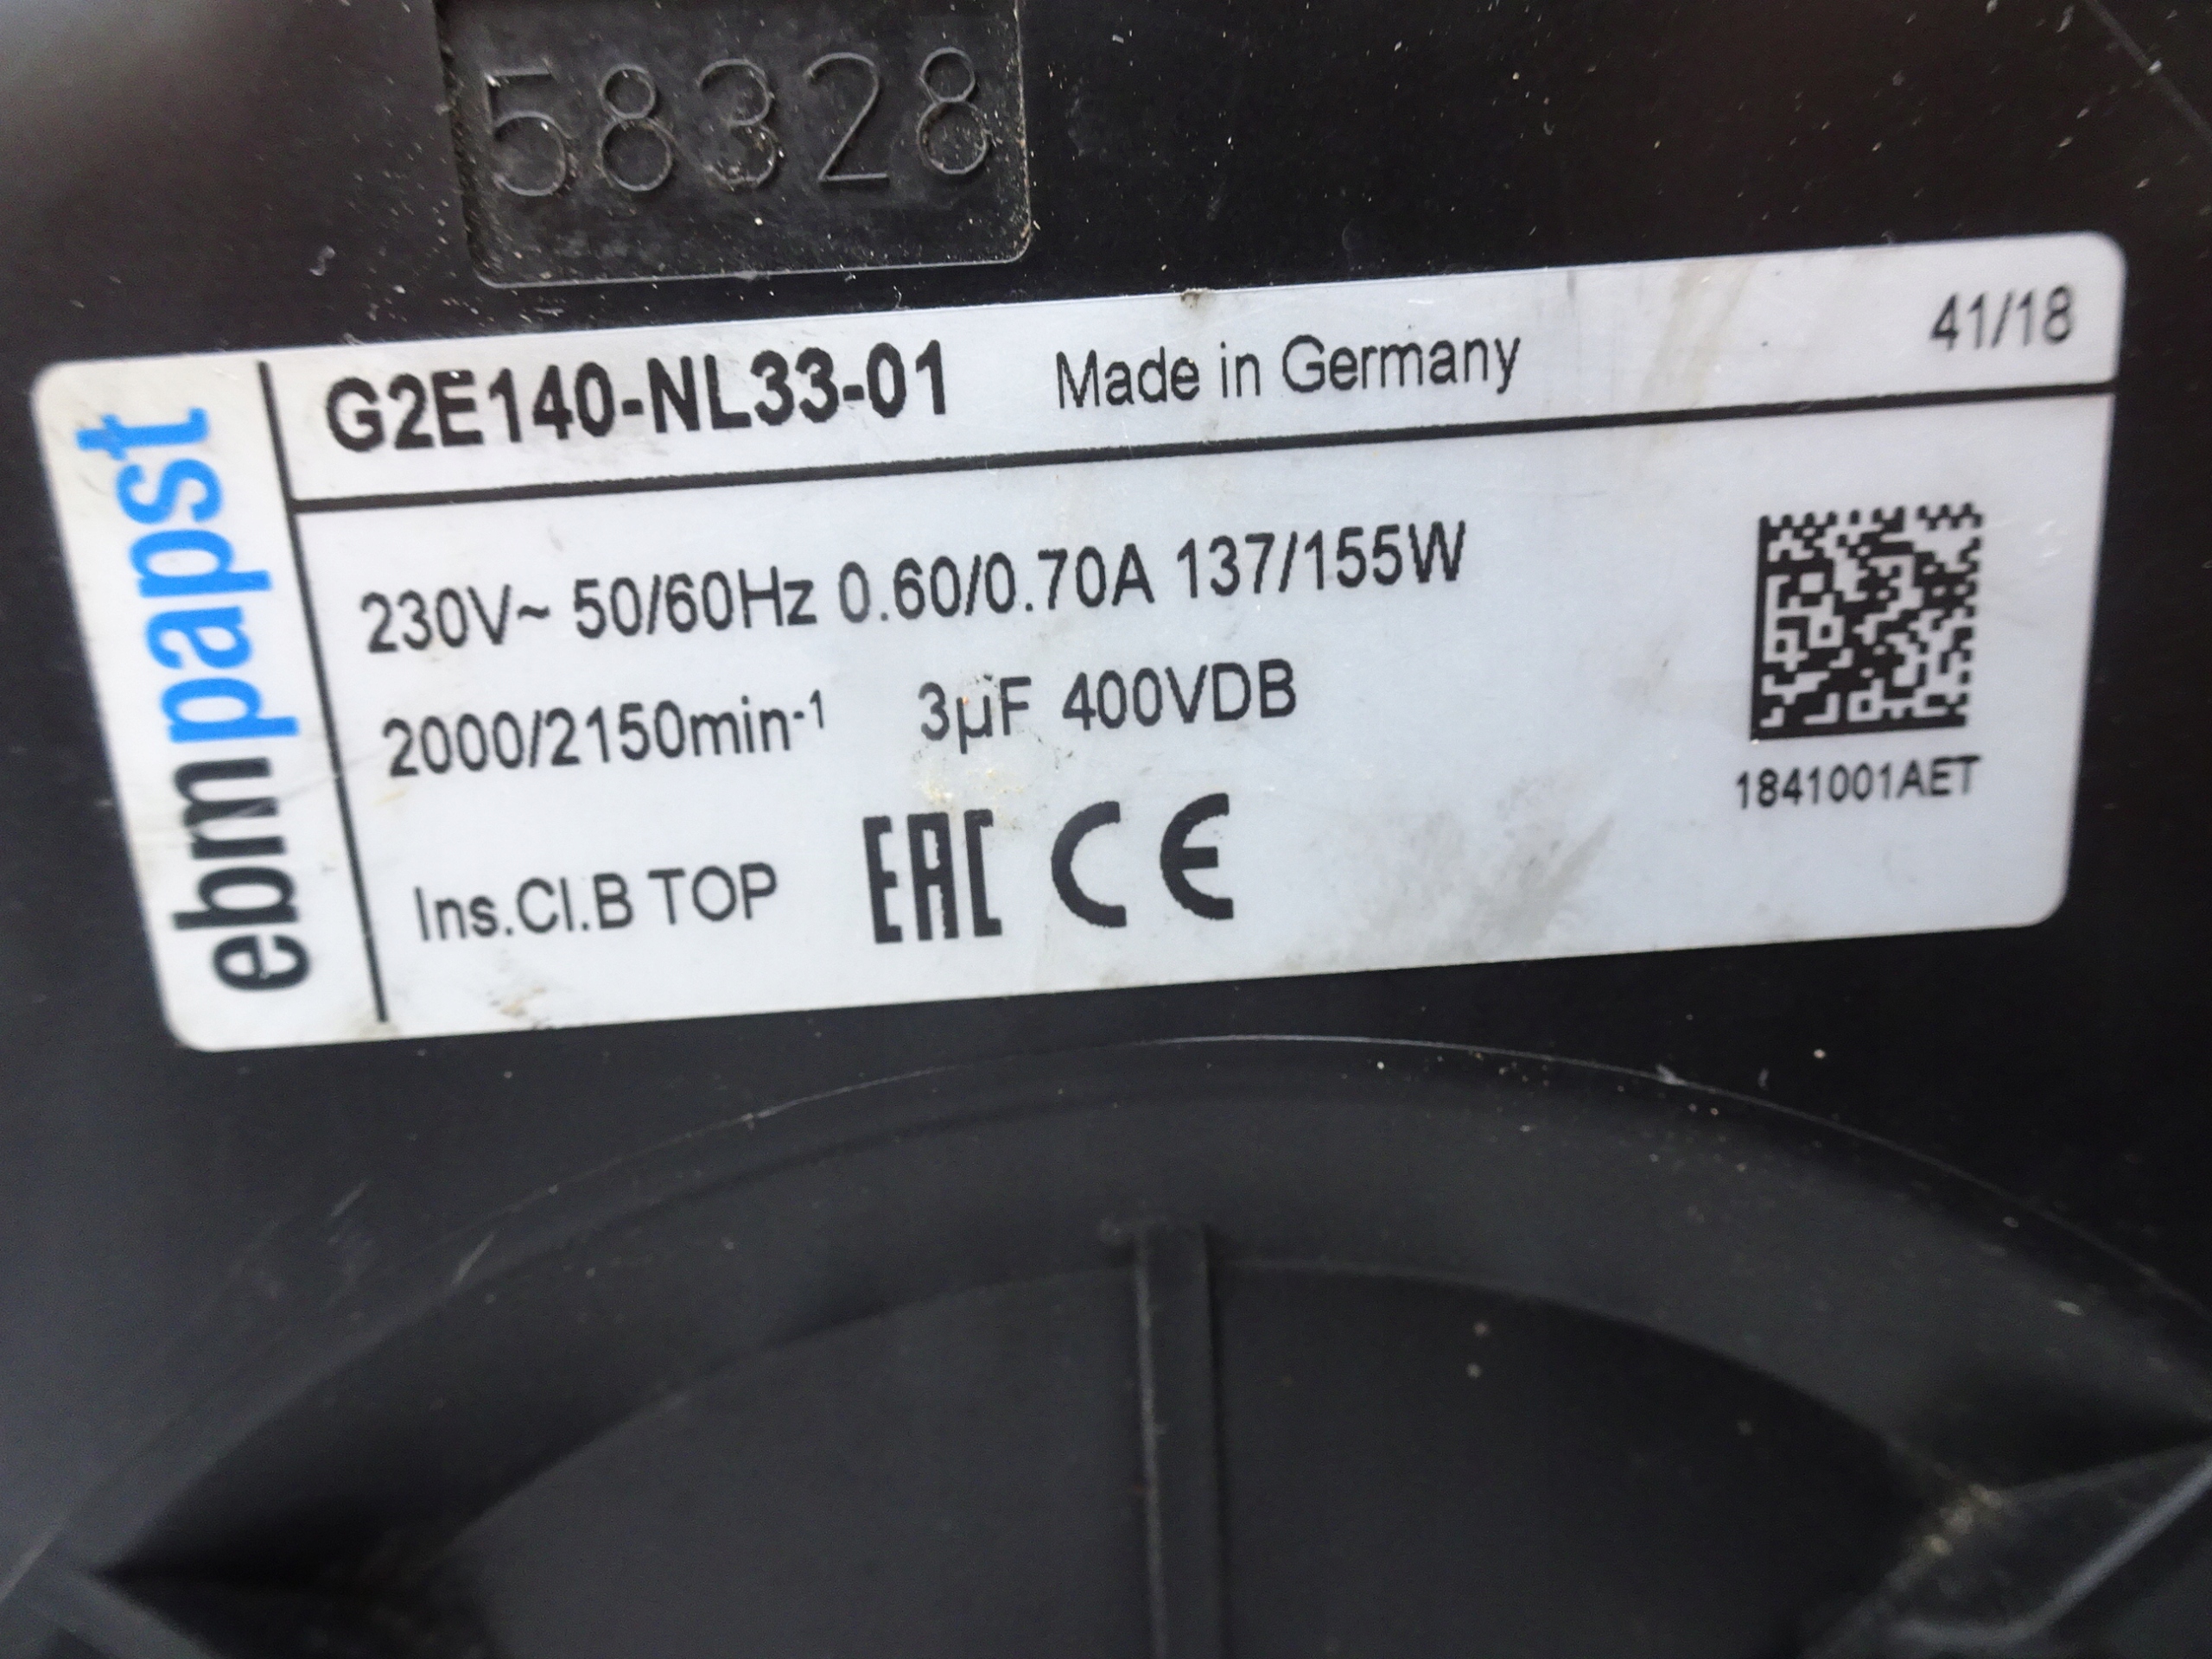 58328
ebmpapst
G2E140-NL33-01 Made in Germany 41/18
230V~ 50/60Hz 0.60/0.70A 137/155W
2000/2150min-1 3µF 400VDB
1841001AET
Ins.Cl.B TOP EAC CE